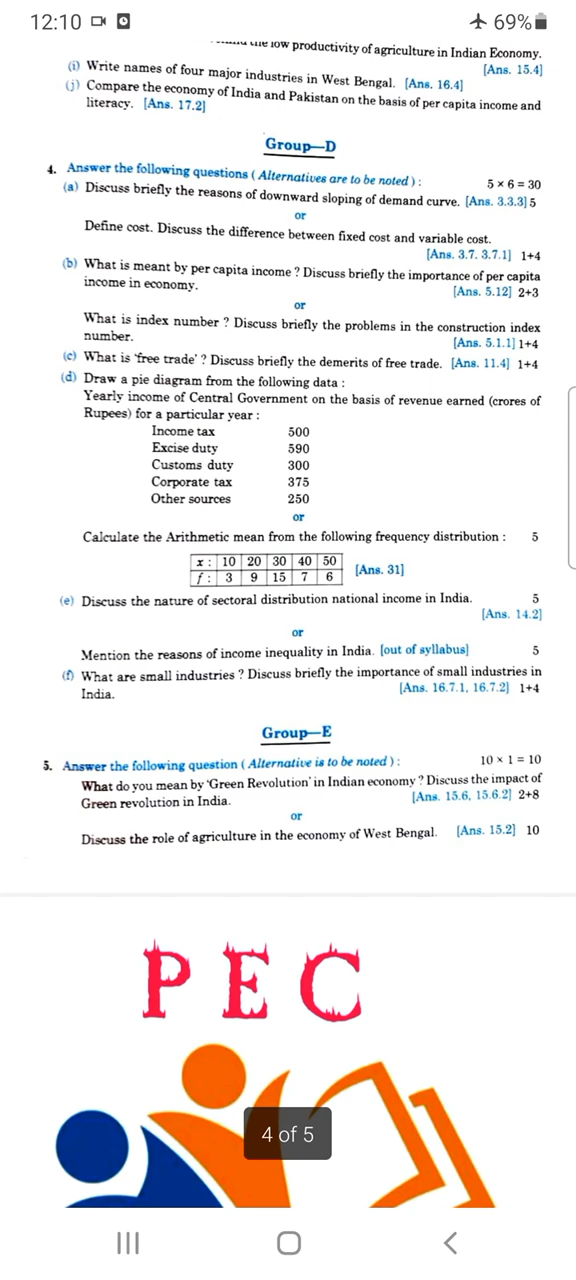 12:10 69%
the low productivity of agriculture in Indian Economy.
[Ans. 15.4]
(i) Write names of four major industries in West Bengal. [Ans. 16.4]
(j) Compare the economy of India and Pakistan on the basis of per capita income and
literacy. [Ans. 17.2]
Group—D
4. Answer the following questions ( Alternatives are to be noted ) : 5 × 6 = 30
(a) Discuss briefly the reasons of downward sloping of demand curve. [Ans. 3.3.3] 5
or
Define cost. Discuss the difference between fixed cost and variable cost.
[Ans. 3.7. 3.7.1] 1+4
(b) What is meant by per capita income ? Discuss briefly the importance of per capita
income in economy. [Ans. 5.12] 2+3
or
What is index number ? Discuss briefly the problems in the construction index
number. [Ans. 5.1.1] 1+4
(c) What is 'free trade' ? Discuss briefly the demerits of free trade. [Ans. 11.4] 1+4
(d) Draw a pie diagram from the following data :
Yearly income of Central Government on the basis of revenue earned (crores of
Rupees) for a particular year :
Income tax 500
Excise duty 590
Customs duty 300
Corporate tax 375
Other sources 250
or
Calculate the Arithmetic mean from the following frequency distribution : 5
x : 10 20 30 40 50
f : 3 9 15 7 6 [Ans. 31]
(e) Discuss the nature of sectoral distribution national income in India. 5
[Ans. 14.2]
or
Mention the reasons of income inequality in India. [out of syllabus] 5
(f) What are small industries ? Discuss briefly the importance of small industries in
India. [Ans. 16.7.1, 16.7.2] 1+4
Group—E
5. Answer the following question ( Alternative is to be noted ) : 10 × 1 = 10
What do you mean by 'Green Revolution' in Indian economy ? Discuss the impact of
Green revolution in India. [Ans. 15.6, 15.6.2] 2+8
or
Discuss the role of agriculture in the economy of West Bengal. [Ans. 15.2] 10
PEC
4 of 5